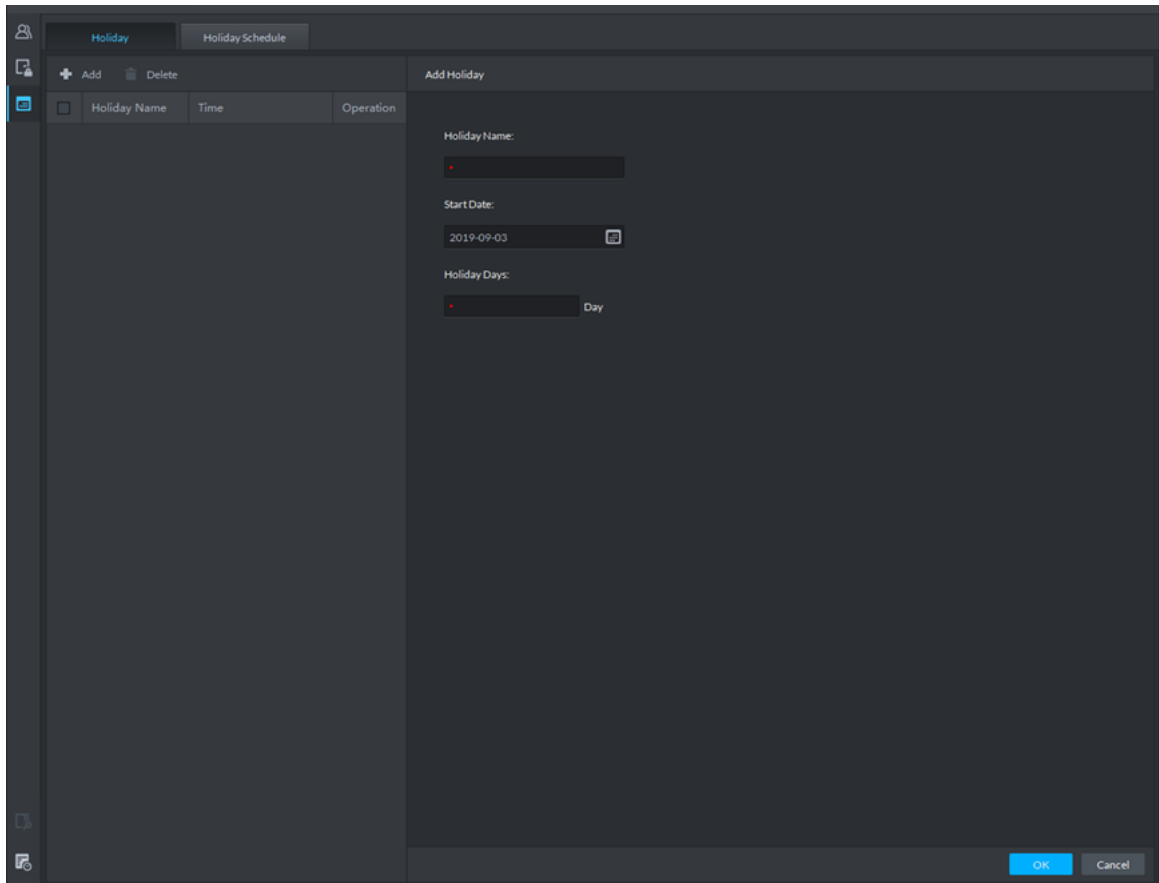 Holiday
Holiday Schedule
Add
Delete
Add Holiday
Holiday Name
Time
Operation
Holiday Name:
*
Start Date:
2019-09-03
Holiday Days:
* Day
OK
Cancel